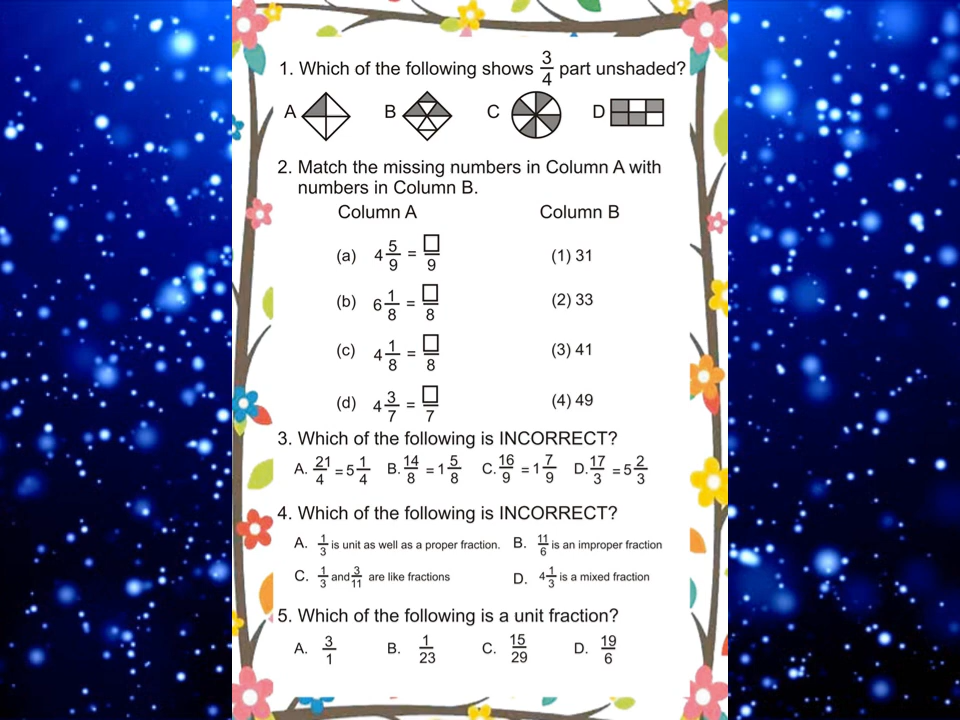 1. Which of the following shows 3/4 part unshaded?
A B C D
2. Match the missing numbers in Column A with
numbers in Column B.
Column A Column B
(a) 4 5/9 = □/9 (1) 31
(b) 6 1/8 = □/8 (2) 33
(c) 4 1/8 = □/8 (3) 41
(d) 4 3/7 = □/7 (4) 49
3. Which of the following is INCORRECT?
A. 21/4 = 5 1/4 B. 14/8 = 1 5/8 C. 16/9 = 1 7/9 D. 17/3 = 5 2/3
4. Which of the following is INCORRECT?
A. 1/3 is unit as well as a proper fraction. B. 11/6 is an improper fraction
C. 1/3 and 3/11 are like fractions D. 4 1/3 is a mixed fraction
5. Which of the following is a unit fraction?
A. 3/1 B. 1/23 C. 15/29 D. 19/6